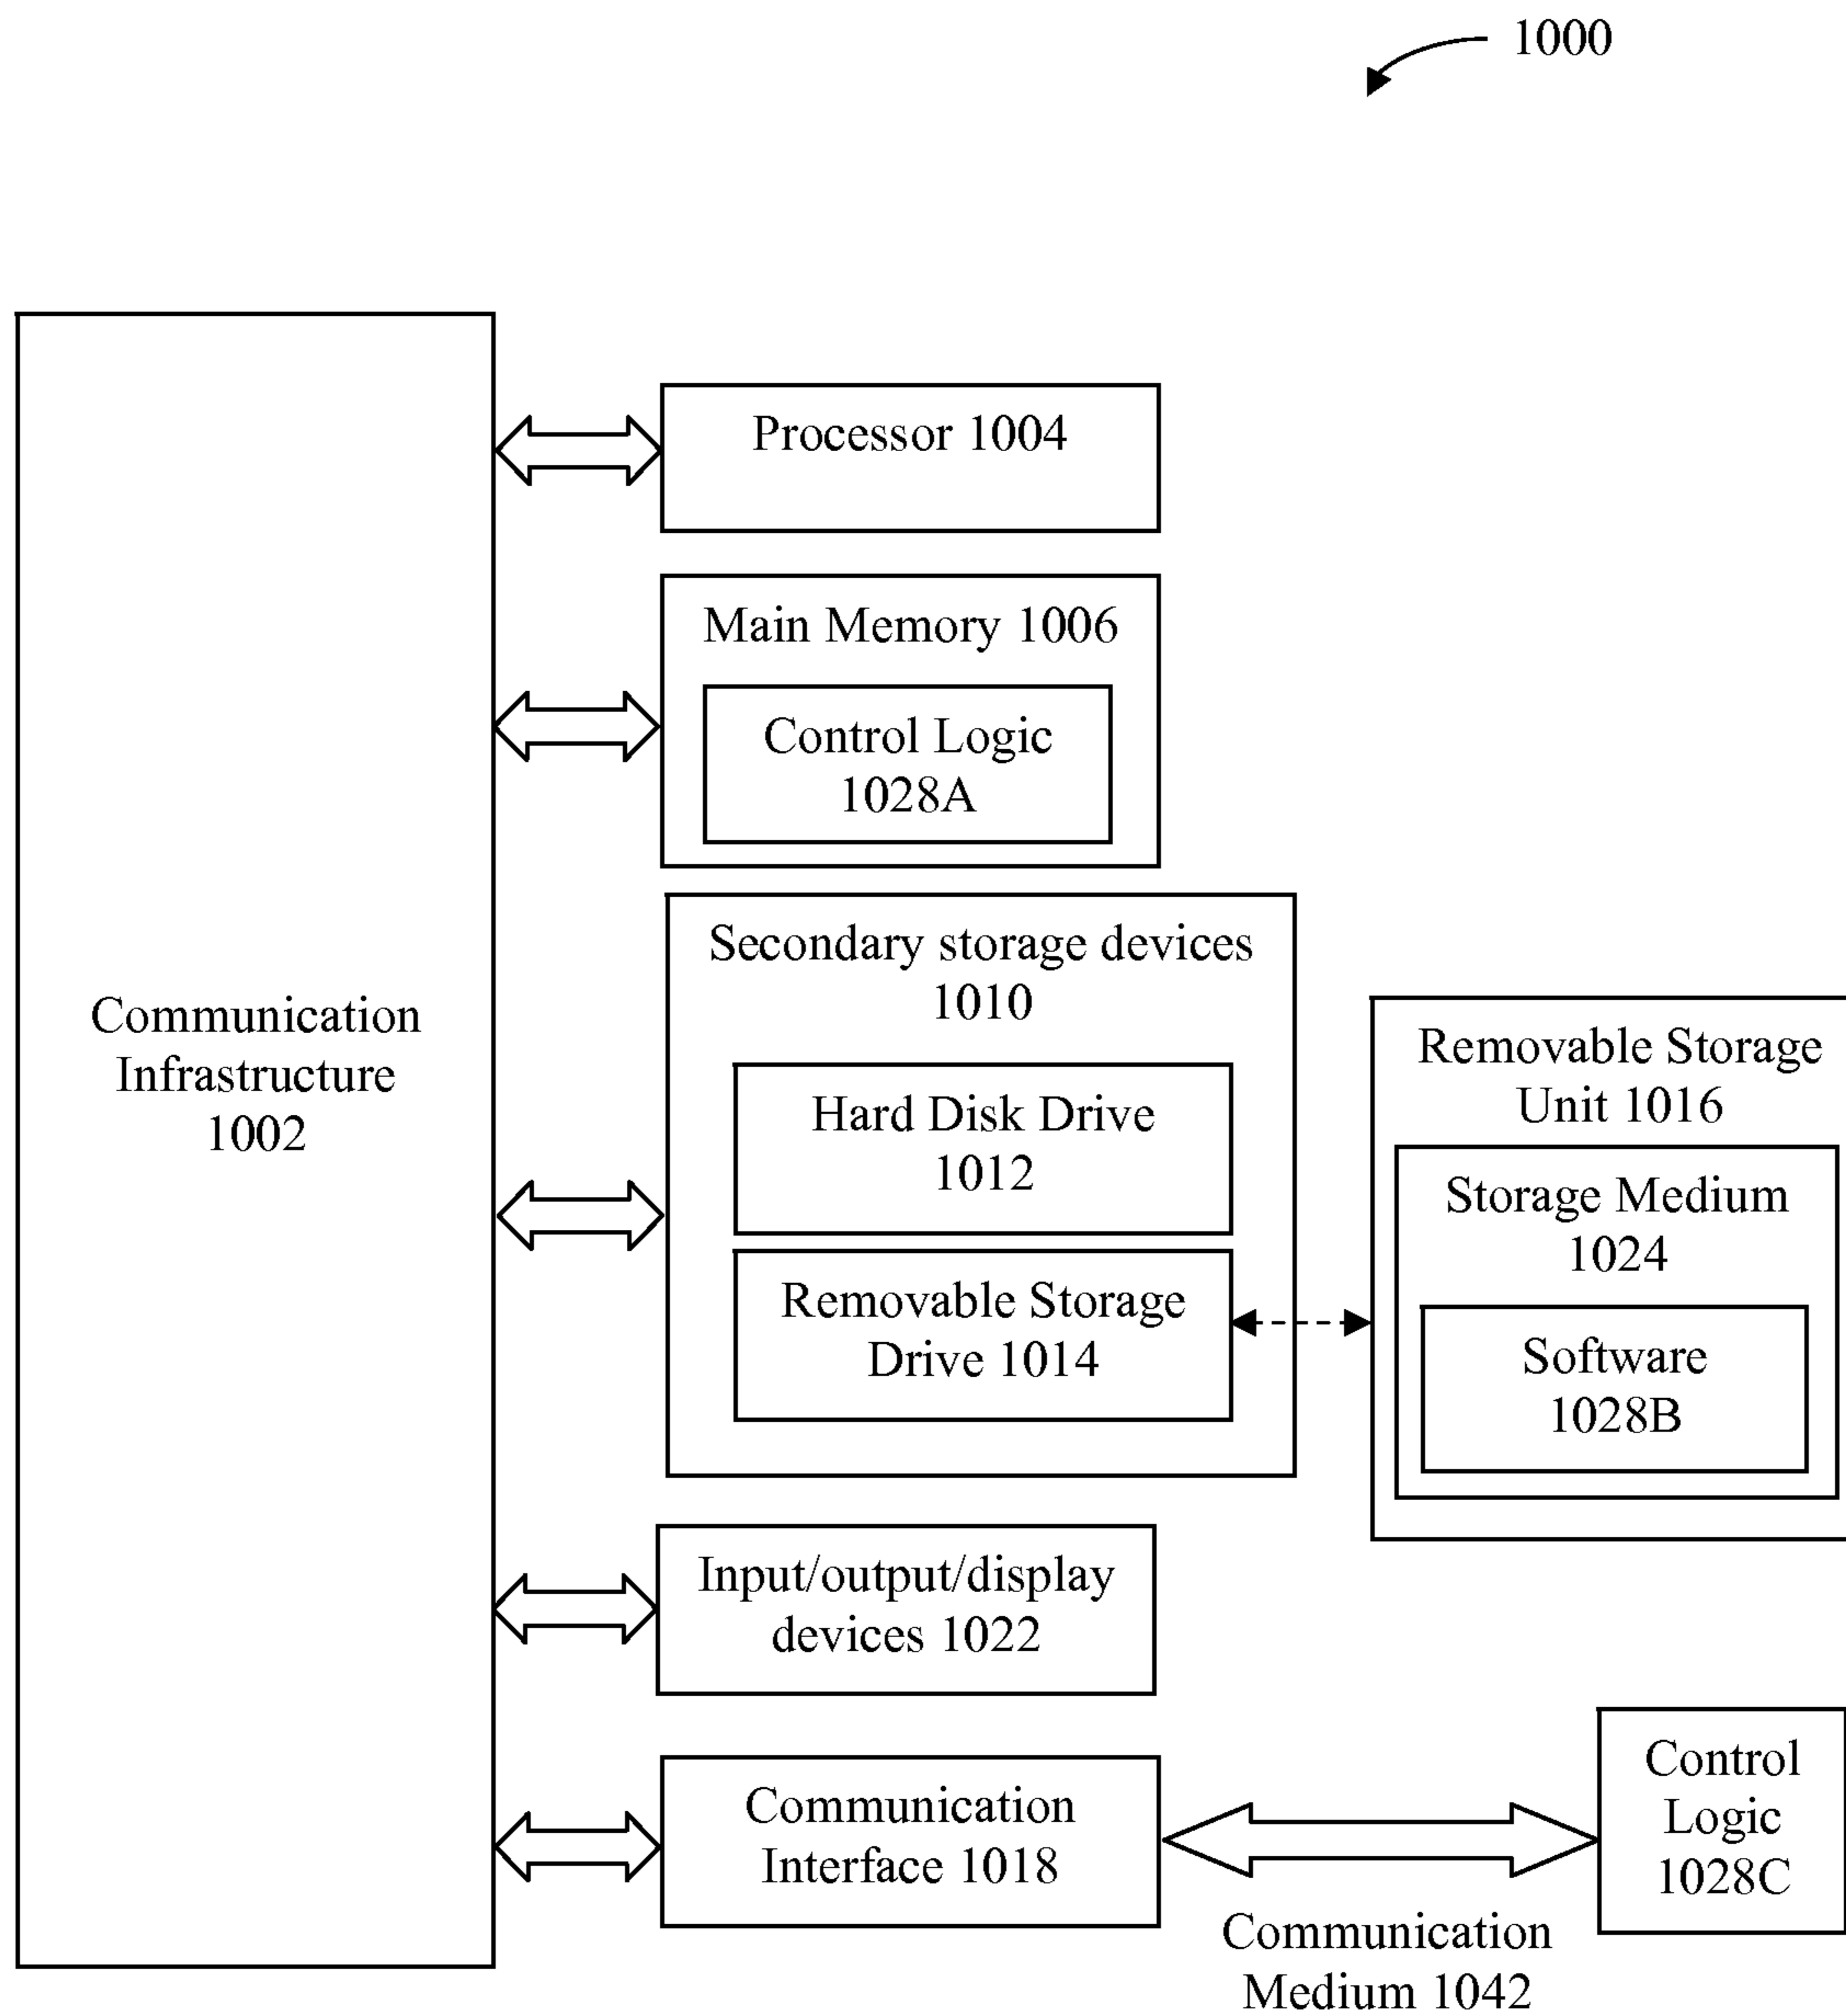 1000
Processor 1004
Main Memory 1006
Control Logic
1028A
Communication
Infrastructure
1002
Secondary storage devices
1010
Hard Disk Drive
1012
Removable Storage
Drive 1014
Removable Storage
Unit 1016
Storage Medium
1024
Software
1028B
Input/output/display
devices 1022
Communication
Interface 1018
Communication
Medium 1042
Control
Logic
1028C